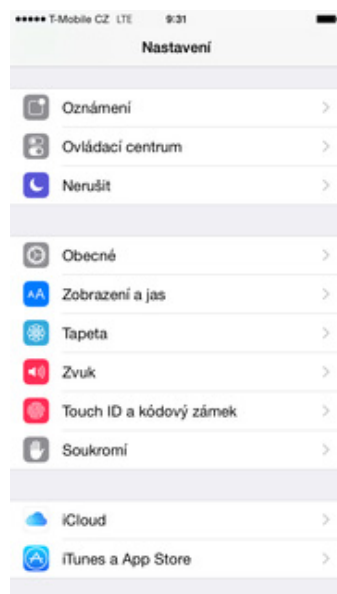 T-Mobile CZ LTE 9:31
Nastavení
Oznámení
Ovládací centrum
Nerušit
Obecné
AA Zobrazení a jas
Tapeta
Zvuk
Touch ID a kódový zámek
Soukromí
iCloud
iTunes a App Store